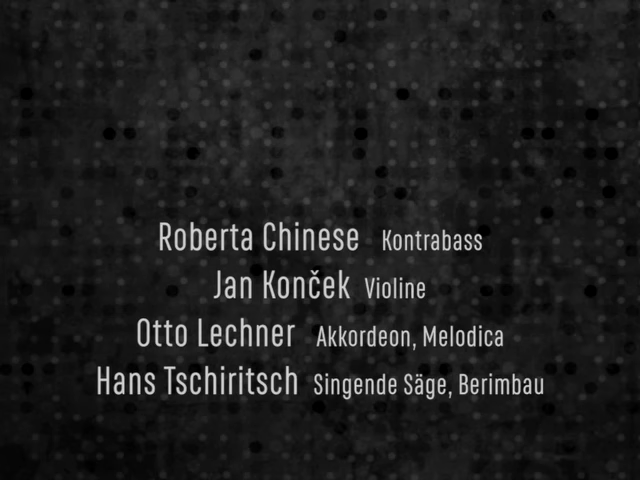 Roberta Chinese Kontrabass
Jan Konček Violine
Otto Lechner Akkordeon, Melodica
Hans Tschiritsch Singende Säge, Berimbau